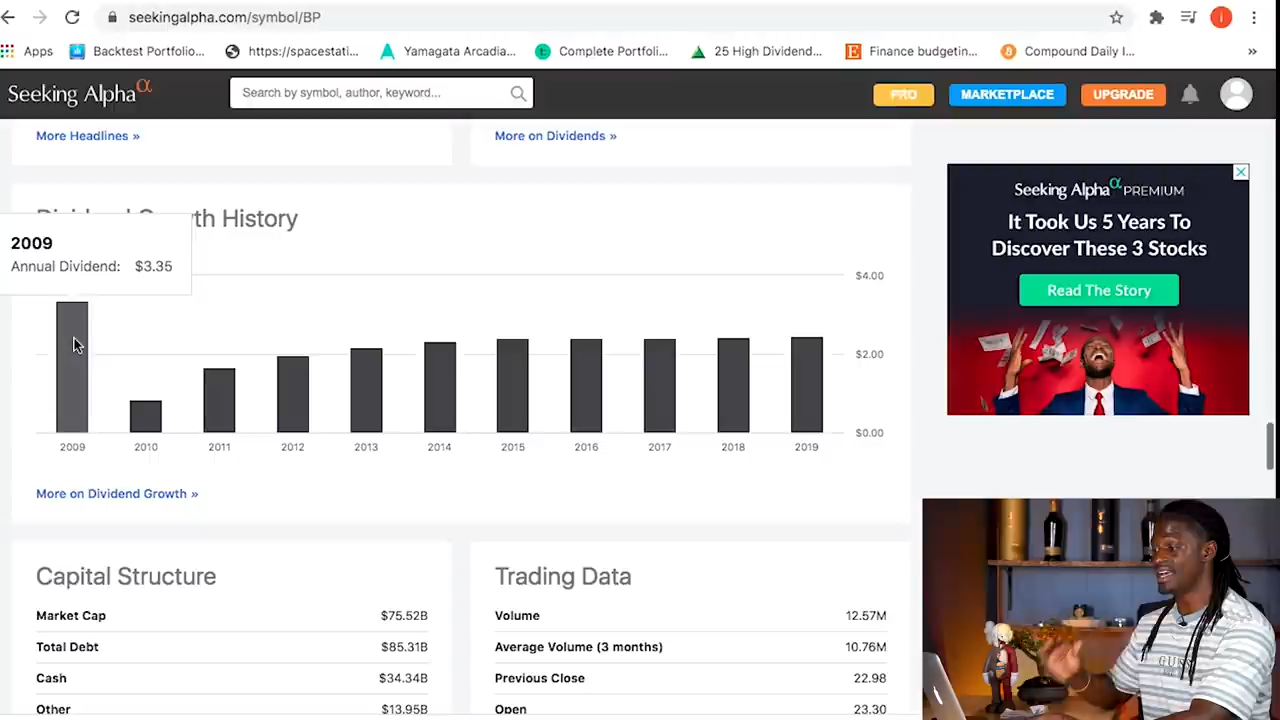 seekingalpha.com/symbol/BP
Apps Backtest Portfolio... https://spacestati... Yamagata Arcadia... Complete Portfoli... 25 High Dividend... Finance budgetin... Compound Daily I... »
Seeking Alpha α Search by symbol, author, keyword... PRO MARKETPLACE UPGRADE
More Headlines » More on Dividends »
Seeking Alpha α PREMIUM
It Took Us 5 Years To
Discover These 3 Stocks
Read The Story
th History
2009
Annual Dividend: $3.35
$4.00
$2.00
$0.00
2009 2010 2011 2012 2013 2014 2015 2016 2017 2018 2019
More on Dividend Growth »
Capital Structure
Market Cap $75.52B
Total Debt $85.31B
Cash $34.34B
Other $13.95B
Trading Data
Volume 12.57M
Average Volume (3 months) 10.76M
Previous Close 22.98
Open 23.30
GUESS